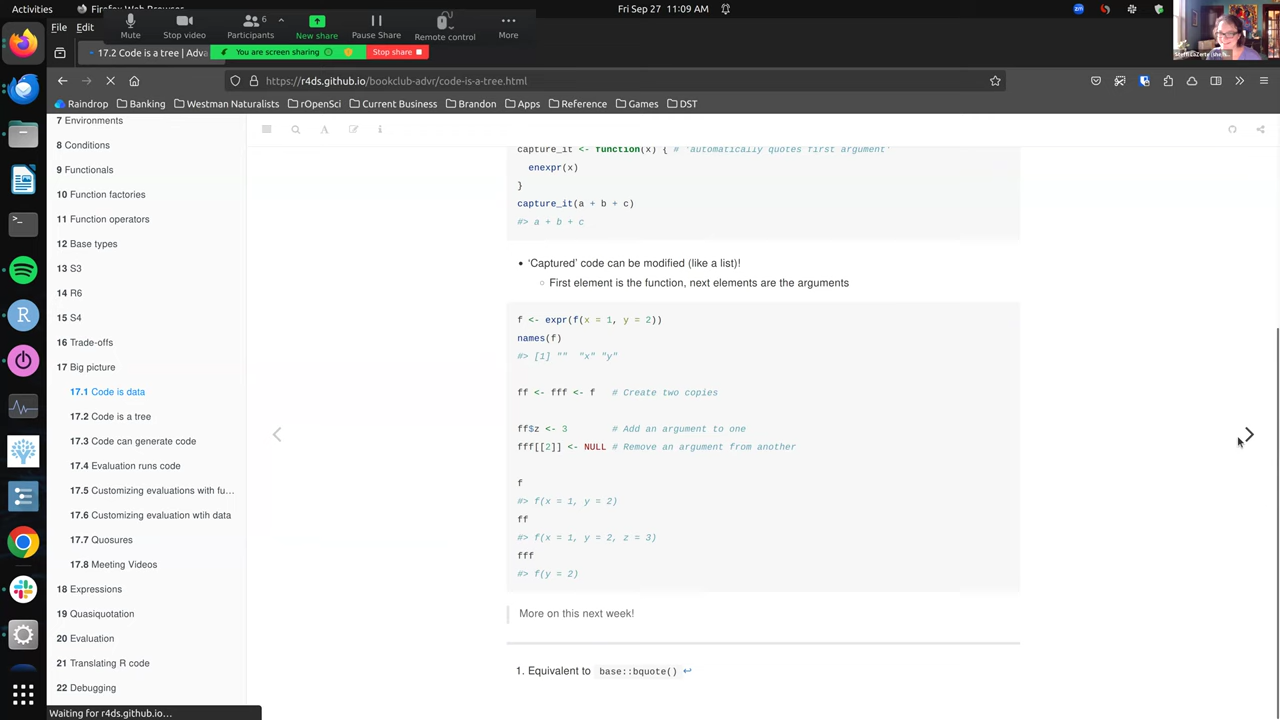 Activities
Firefox Web Browser
Fri Sep 27 11:09 AM
File Edit
Mute
Stop video
6
Participants
New share
Pause Share
Remote control
More
17.2 Code is a tree | Adva
You are screen sharing
Stop share
https://r4ds.github.io/bookclub-advr/code-is-a-tree.html
Raindrop
Banking
Westman Naturalists
rOpenSci
Current Business
Brandon
Apps
Reference
Games
DST
7 Environments
8 Conditions
9 Functionals
10 Function factories
11 Function operators
12 Base types
13 S3
14 R6
15 S4
16 Trade-offs
17 Big picture
17.1 Code is data
17.2 Code is a tree
17.3 Code can generate code
17.4 Evaluation runs code
17.5 Customizing evaluations with fu…
17.6 Customizing evaluation wtih data
17.7 Quosures
17.8 Meeting Videos
18 Expressions
19 Quasiquotation
20 Evaluation
21 Translating R code
22 Debugging
Waiting for r4ds.github.io…
capture_it <- function(x) { # 'automatically quotes first argument'
enexpr(x)
}
capture_it(a + b + c)
#> a + b + c
• ‘Captured’ code can be modified (like a list)!
○ First element is the function, next elements are the arguments
f <- expr(f(x = 1, y = 2))
names(f)
#> [1] "" "x" "y"
ff <- fff <- f # Create two copies
ff$z <- 3 # Add an argument to one
fff[[2]] <- NULL # Remove an argument from another
f
#> f(x = 1, y = 2)
ff
#> f(x = 1, y = 2, z = 3)
fff
#> f(y = 2)
More on this next week!
1. Equivalent to base::bquote() ↩